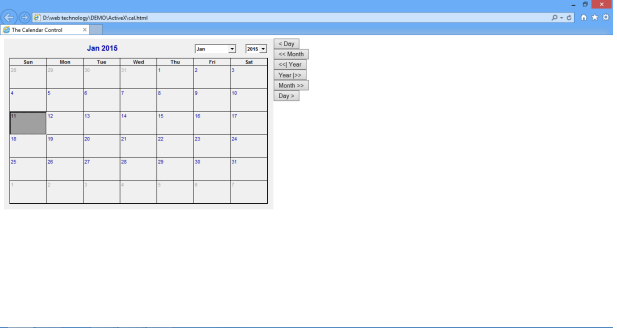 D:\web technology\DEMO\ActiveX\cal.html
The Calendar Control
Jan 2015 Jan 2015
Sun Mon Tue Wed Thu Fri Sat
28 29 30 31 1 2 3
4 5 6 7 8 9 10
11 12 13 14 15 16 17
18 19 20 21 22 23 24
25 26 27 28 29 30 31
1 2 3 4 5 6 7
< Day
<< Month
<<| Year
Year |>>
Month >>
Day >